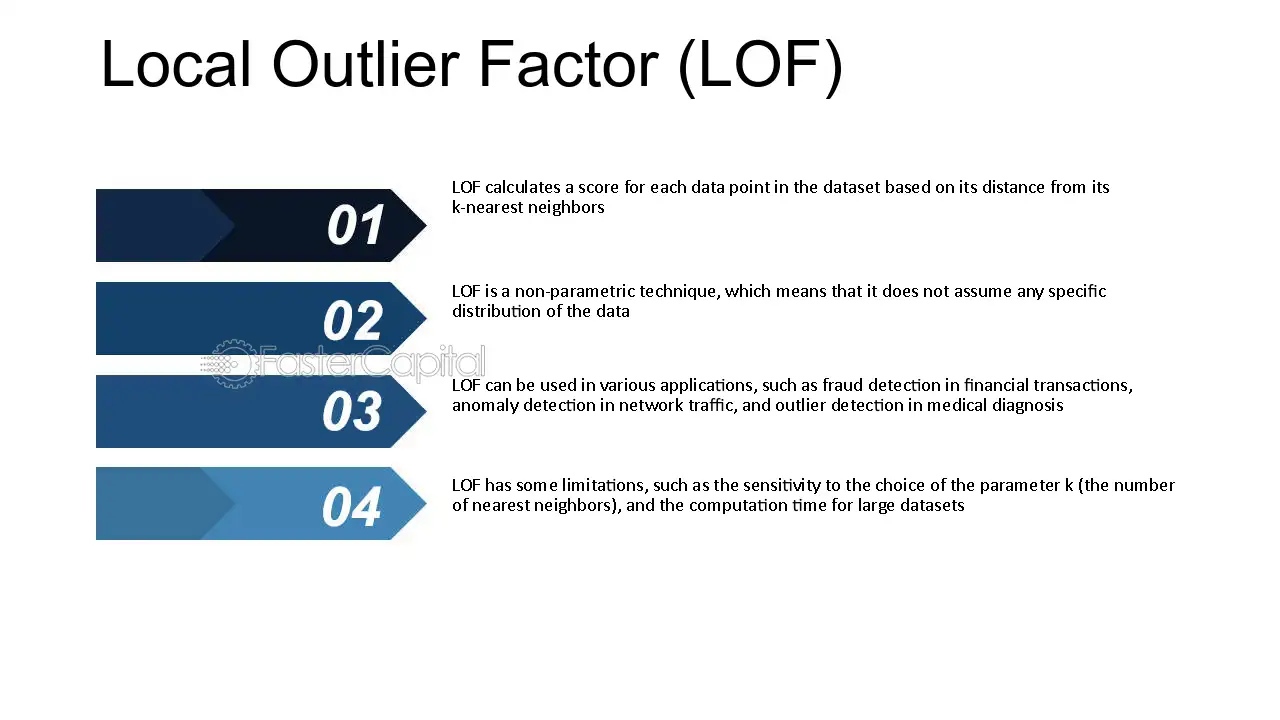 Local Outlier Factor (LOF)
01
LOF calculates a score for each data point in the dataset based on its distance from its
k-nearest neighbors
02
LOF is a non-parametric technique, which means that it does not assume any specific
distribution of the data
FasterCapital
03
LOF can be used in various applications, such as fraud detection in financial transactions,
anomaly detection in network traffic, and outlier detection in medical diagnosis
04
LOF has some limitations, such as the sensitivity to the choice of the parameter k (the number
of nearest neighbors), and the computation time for large datasets